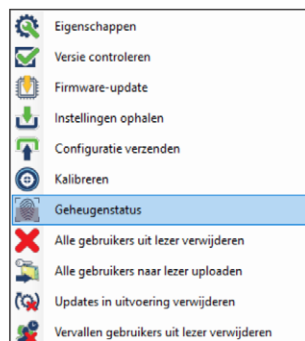 Eigenschappen
Versie controleren
Firmware-update
Instellingen ophalen
Configuratie verzenden
Kalibreren
Geheugenstatus
Alle gebruikers uit lezer verwijderen
Alle gebruikers naar lezer uploaden
Updates in uitvoering verwijderen
Vervallen gebruikers uit lezer verwijderen